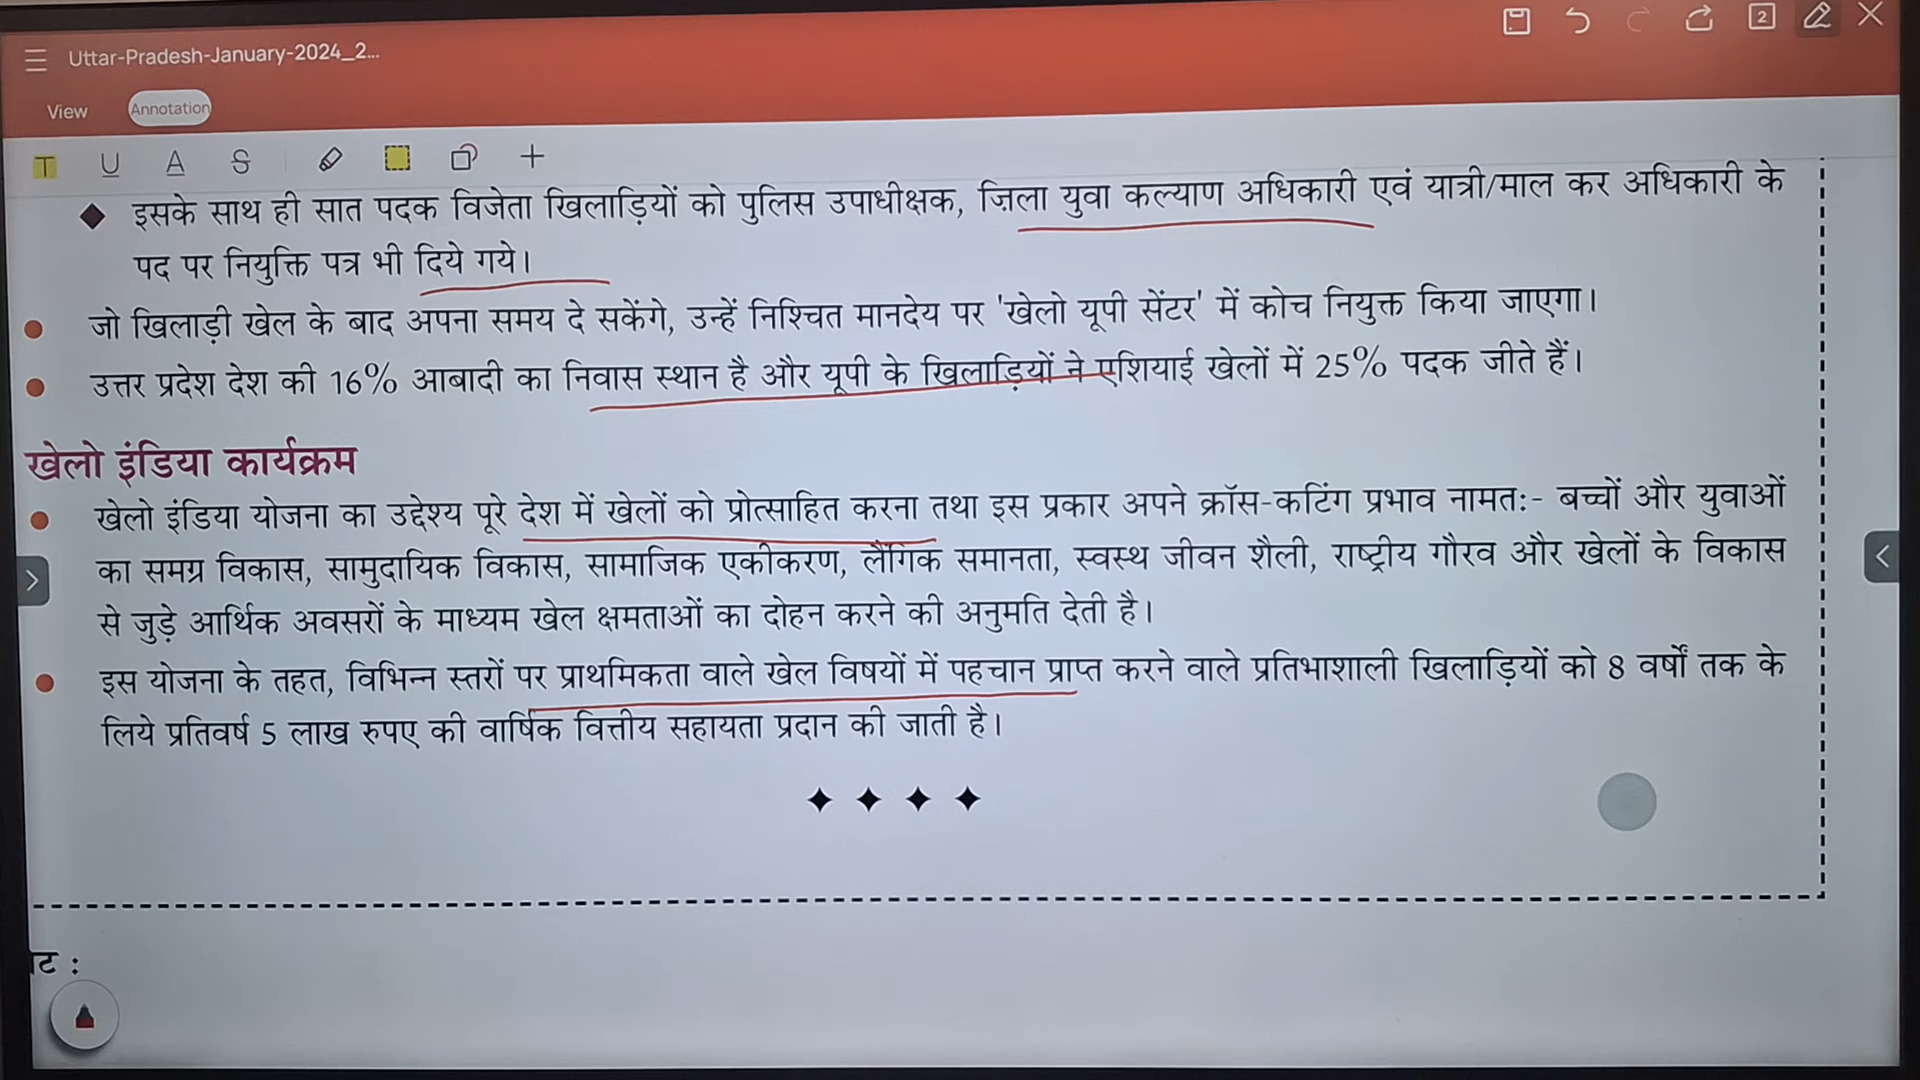 Uttar-Pradesh-January-2024_2...
2
View
Annotation
T U A S
इसके साथ ही सात पदक विजेता खिलाड़ियों को पुलिस उपाधीक्षक, ज़िला युवा कल्याण अधिकारी एवं यात्री/माल कर अधिकारी के
पद पर नियुक्ति पत्र भी दिये गये।
जो खिलाड़ी खेल के बाद अपना समय दे सकेंगे, उन्हें निश्चित मानदेय पर 'खेलो यूपी सेंटर' में कोच नियुक्त किया जाएगा।
उत्तर प्रदेश देश की 16% आबादी का निवास स्थान है और यूपी के खिलाड़ियों ने एशियाई खेलों में 25% पदक जीते हैं।
खेलो इंडिया कार्यक्रम
खेलो इंडिया योजना का उद्देश्य पूरे देश में खेलों को प्रोत्साहित करना तथा इस प्रकार अपने क्रॉस-कटिंग प्रभाव नामतः- बच्चों और युवाओं
का समग्र विकास, सामुदायिक विकास, सामाजिक एकीकरण, लैंगिक समानता, स्वस्थ जीवन शैली, राष्ट्रीय गौरव और खेलों के विकास
से जुड़े आर्थिक अवसरों के माध्यम खेल क्षमताओं का दोहन करने की अनुमति देती है।
इस योजना के तहत, विभिन्न स्तरों पर प्राथमिकता वाले खेल विषयों में पहचान प्राप्त करने वाले प्रतिभाशाली खिलाड़ियों को 8 वर्षों तक के
लिये प्रतिवर्ष 5 लाख रुपए की वार्षिक वित्तीय सहायता प्रदान की जाती है।